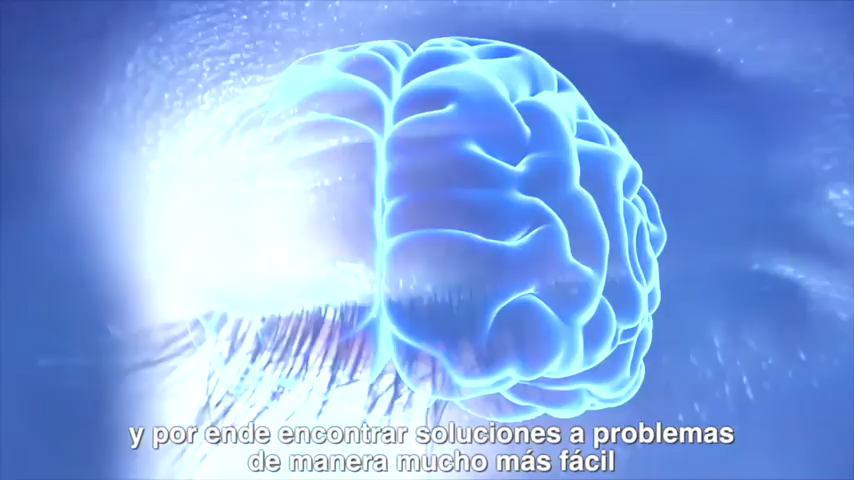 y por ende encontrar soluciones a problemas
de manera mucho más fácil